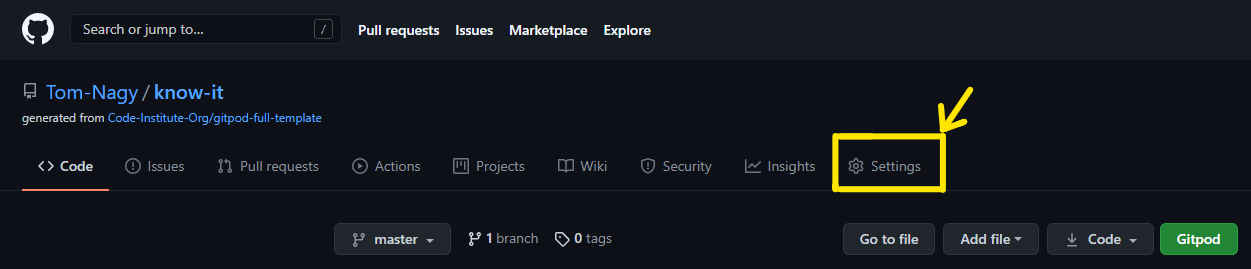 Search or jump to... / Pull requests Issues Marketplace Explore
Tom-Nagy / know-it
generated from Code-Institute-Org/gitpod-full-template
Code Issues Pull requests Actions Projects Wiki Security Insights Settings
master 1 branch 0 tags Go to file Add file Code Gitpod